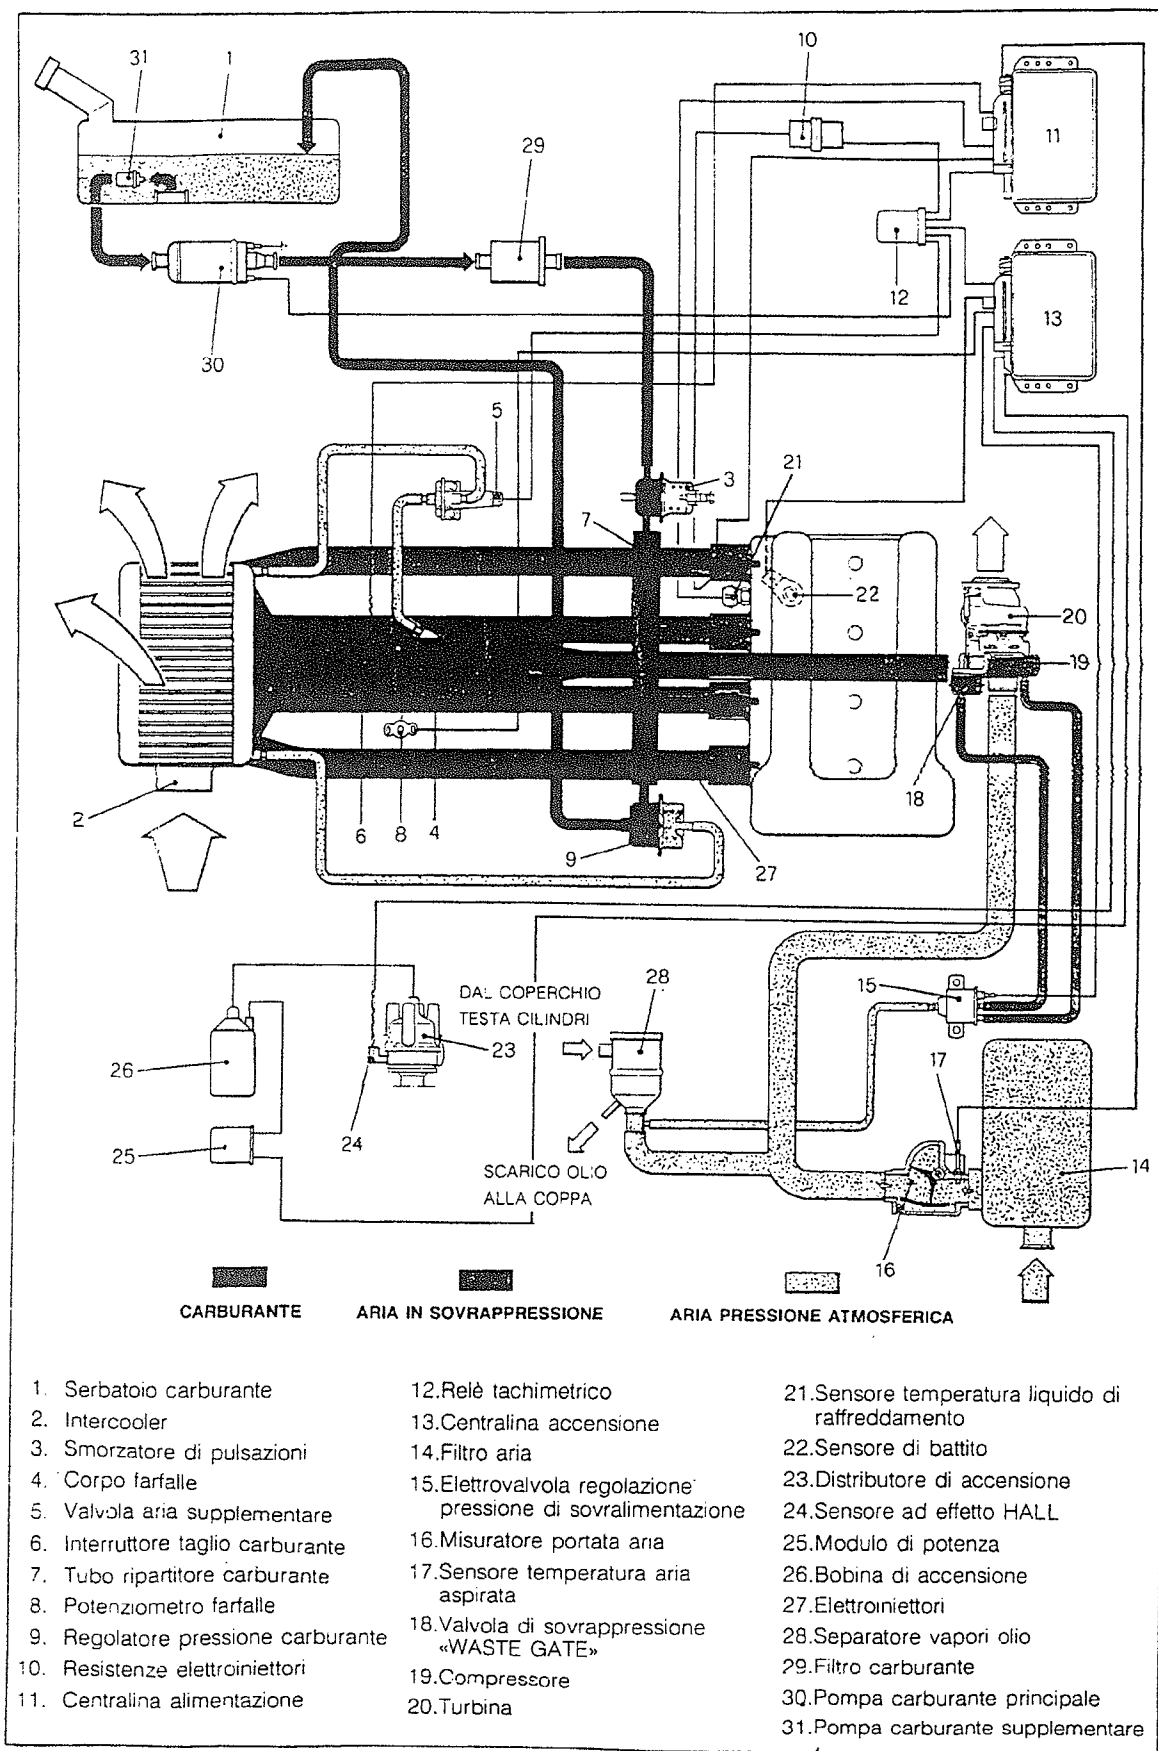 31
1
10
11
29
12
13
30
5
3
21
7
22
20
19
18
2
6
8
4
9
27
DAL COPERCHIO
TESTA CILINDRI
28
15
23
26
17
24
25
SCARICO OLIO
ALLA COPPA
14
16
CARBURANTE
ARIA IN SOVRAPPRESSIONE
ARIA PRESSIONE ATMOSFERICA
1. Serbatoio carburante
2. Intercooler
3. Smorzatore di pulsazioni
4. Corpo farfalle
5. Valvola aria supplementare
6. Interruttore taglio carburante
7. Tubo ripartitore carburante
8. Potenziometro farfalle
9. Regolatore pressione carburante
10. Resistenze elettroiniettori
11. Centralina alimentazione
12. Relè tachimetrico
13. Centralina accensione
14. Filtro aria
15. Elettrovalvola regolazione
pressione di sovralimentazione
16. Misuratore portata aria
17. Sensore temperatura aria
aspirata
18. Valvola di sovrappressione
«WASTE GATE»
19. Compressore
20. Turbina
21. Sensore temperatura liquido di
raffreddamento
22. Sensore di battito
23. Distributore di accensione
24. Sensore ad effetto HALL
25. Modulo di potenza
26. Bobina di accensione
27. Elettroiniettori
28. Separatore vapori olio
29. Filtro carburante
30. Pompa carburante principale
31. Pompa carburante supplementare